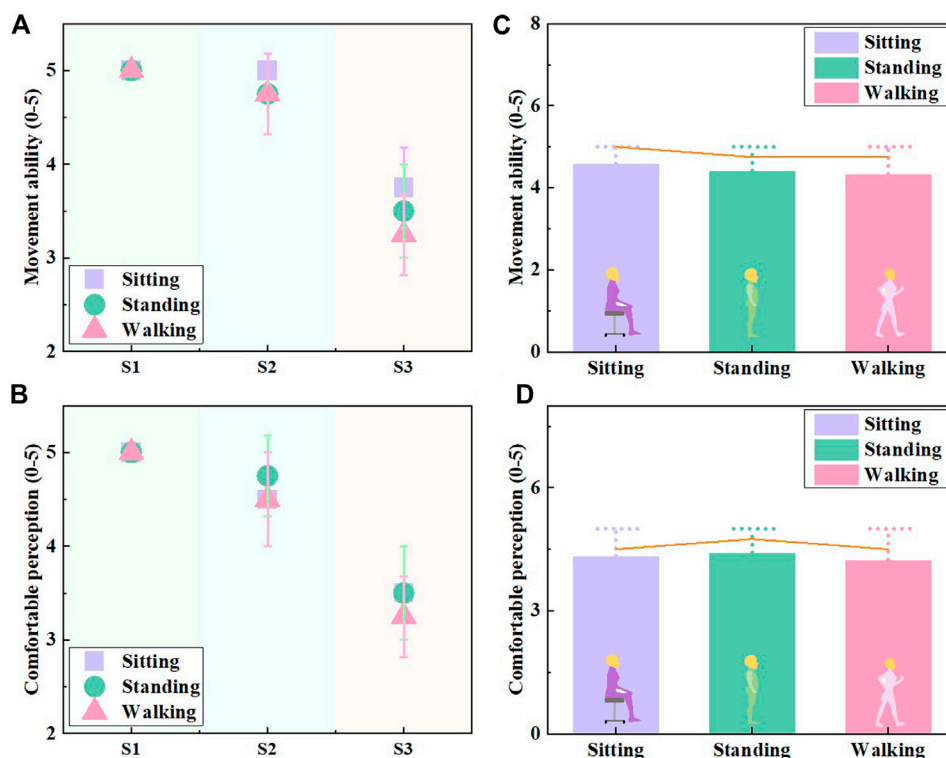 A
Movement ability (0-5)
5
4
3
2
Sitting
Standing
Walking
S1
S2
S3
B
Comfortable perception (0-5)
5
4
3
2
Sitting
Standing
Walking
S1
S2
S3
C
Movement ability (0-5)
8
6
4
2
0
Sitting
Standing
Walking
Sitting
Standing
Walking
D
Comfortable perception (0-5)
6
3
0
Sitting
Standing
Walking
Sitting
Standing
Walking